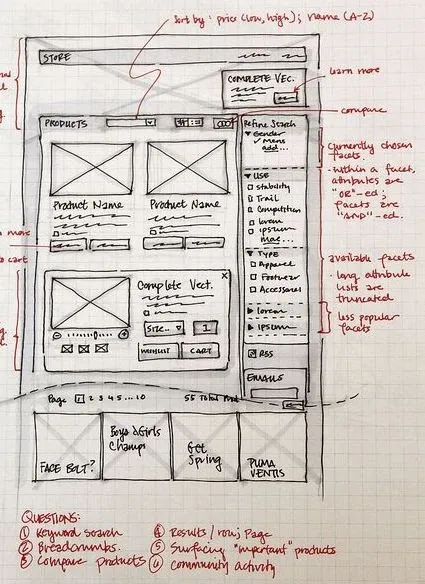 Sort by: price (low, high); name (A-Z)
STORE
COMPLETE VEC.
learn more
compare
PRODUCTS
Refine Search
Gender
✓ Mens
add...
currently chosen
facets.
- within a facet,
attributes are
"OR"-ed;
facets are
"AND"-ed.
USE
stability
Trail
Competition
lorem
ipsum
more...
Product Name
Product Name
more
to cart
TYPE
Apparel
Footwear
Accessories
available facets
- long attribute
lists are
truncated
lorem
ipsum
less popular
facets
X
Complete Vect.
SIZE..
1
WISHLIST
CART
RSS
EMAILS
Page 1 2 3 4 5 ... 10
55 Total Prod
FACE BOLT?
Boys & Girls
Champs
Get
Spring
PUMA
VENTIS
QUESTIONS:
① Keyword search
② Breadcrumbs.
③ Compare products
④ Results / row; page
⑤ Surfacing "important" products
⑥ Community activity